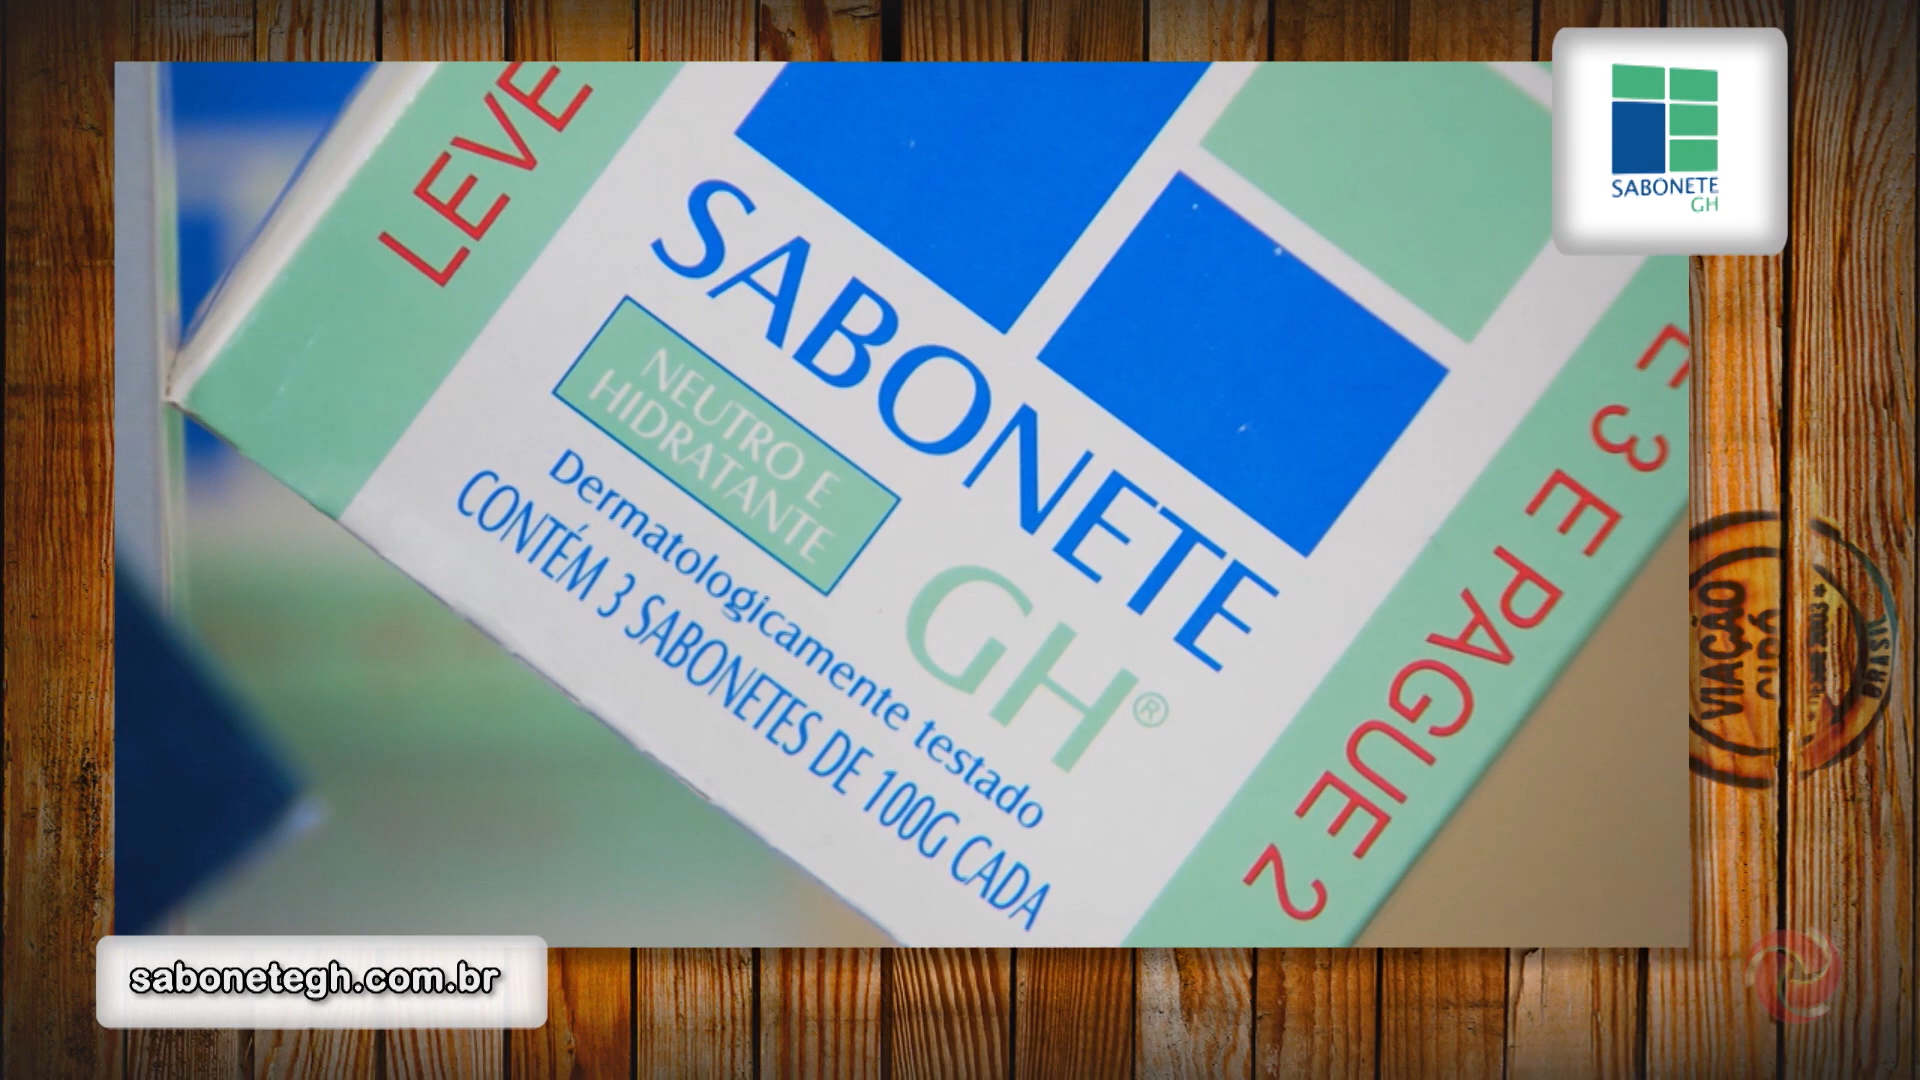 SABONETE
GH
LEVE
SABONETE
GH®
NEUTRO E
HIDRATANTE
Dermatologicamente testado
CONTÉM 3 SABONETES DE 100G CADA
E 3 E PAGUE 2
VIAÇÃO
BRASIL
sabonetegh.com.br